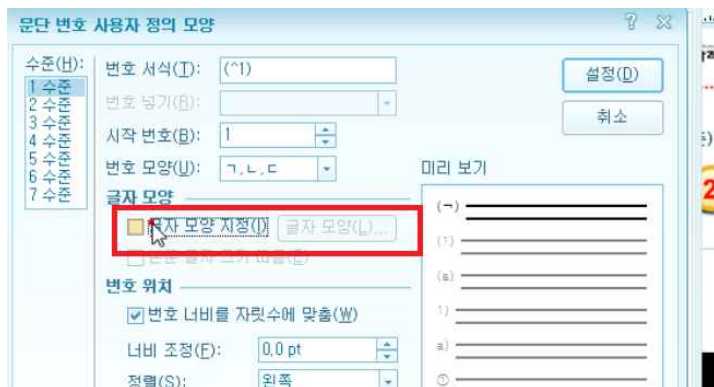 문단 번호 사용자 정의 모양
수준(H):
1 수준
2 수준
3 수준
4 수준
5 수준
6 수준
7 수준
번호 서식(T): (^1)
번호 넣기(R):
시작 번호(B): 1
번호 모양(U): ㄱ,ㄴ,ㄷ
글자 모양
글자 모양 지정(I) 글자 모양(L)...
번호 위치
번호 너비를 자릿수에 맞춤(W)
너비 조정(F): 0,0 pt
정렬(S): 왼쪽
설정(D)
취소
미리 보기
(ㄱ)
(1)
(a)
1)
a)
①
2